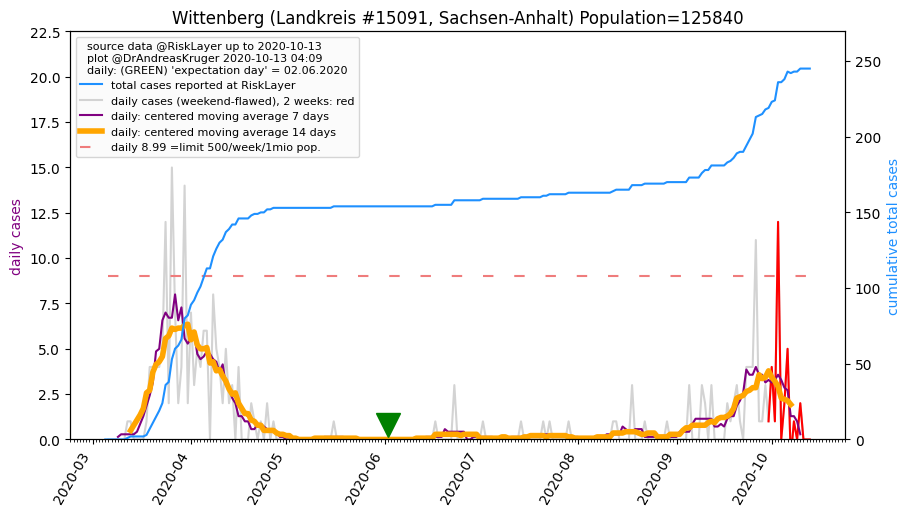 Wittenberg (Landkreis #15091, Sachsen-Anhalt) Population=125840
source data @RiskLayer up to 2020-10-13
plot @DrAndreasKruger 2020-10-13 04:09
daily: (GREEN) 'expectation day' = 02.06.2020
total cases reported at RiskLayer
daily cases (weekend-flawed), 2 weeks: red
daily: centered moving average 7 days
daily: centered moving average 14 days
daily 8.99 =limit 500/week/1mio pop.
daily cases
22.5
20.0
17.5
15.0
12.5
10.0
7.5
5.0
2.5
0.0
250
200
150
100
50
0
cumulative total cases
2020-03
2020-04
2020-05
2020-06
2020-07
2020-08
2020-09
2020-10